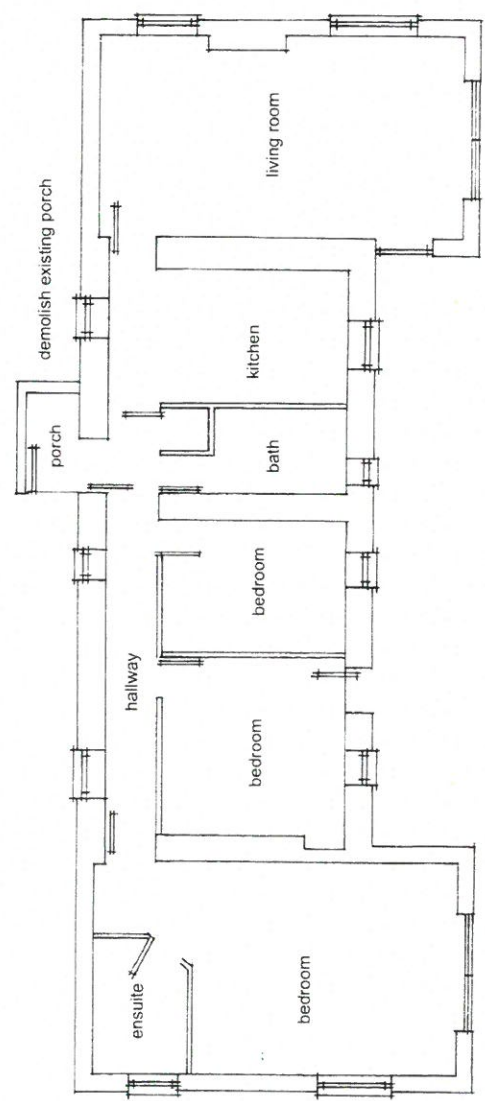 demolish existing porch
living room
porch
kitchen
bath
bedroom
hallway
bedroom
ensuite
bedroom